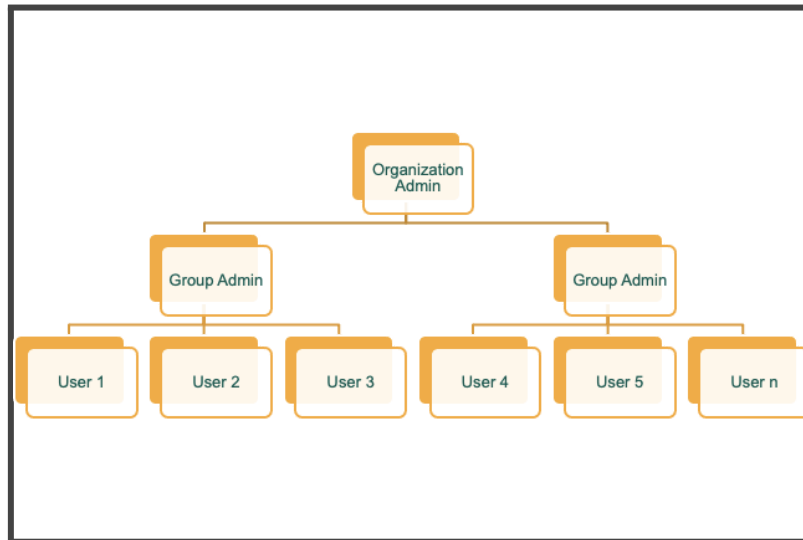 Organization
Admin
Group Admin
Group Admin
User 1
User 2
User 3
User 4
User 5
User n